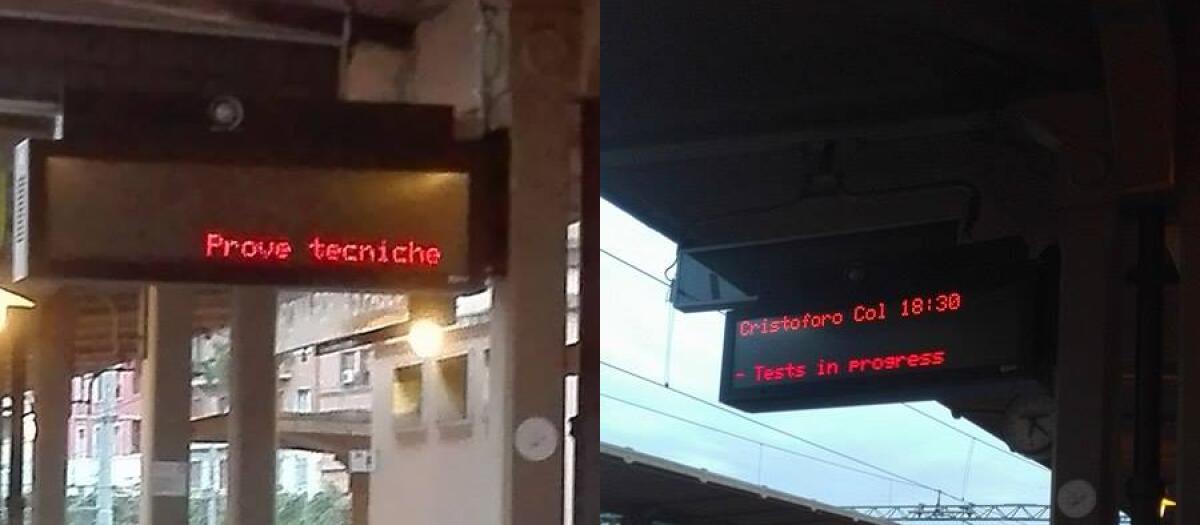 Prove tecniche
Cristoforo Col 18:30
- Tests in progress